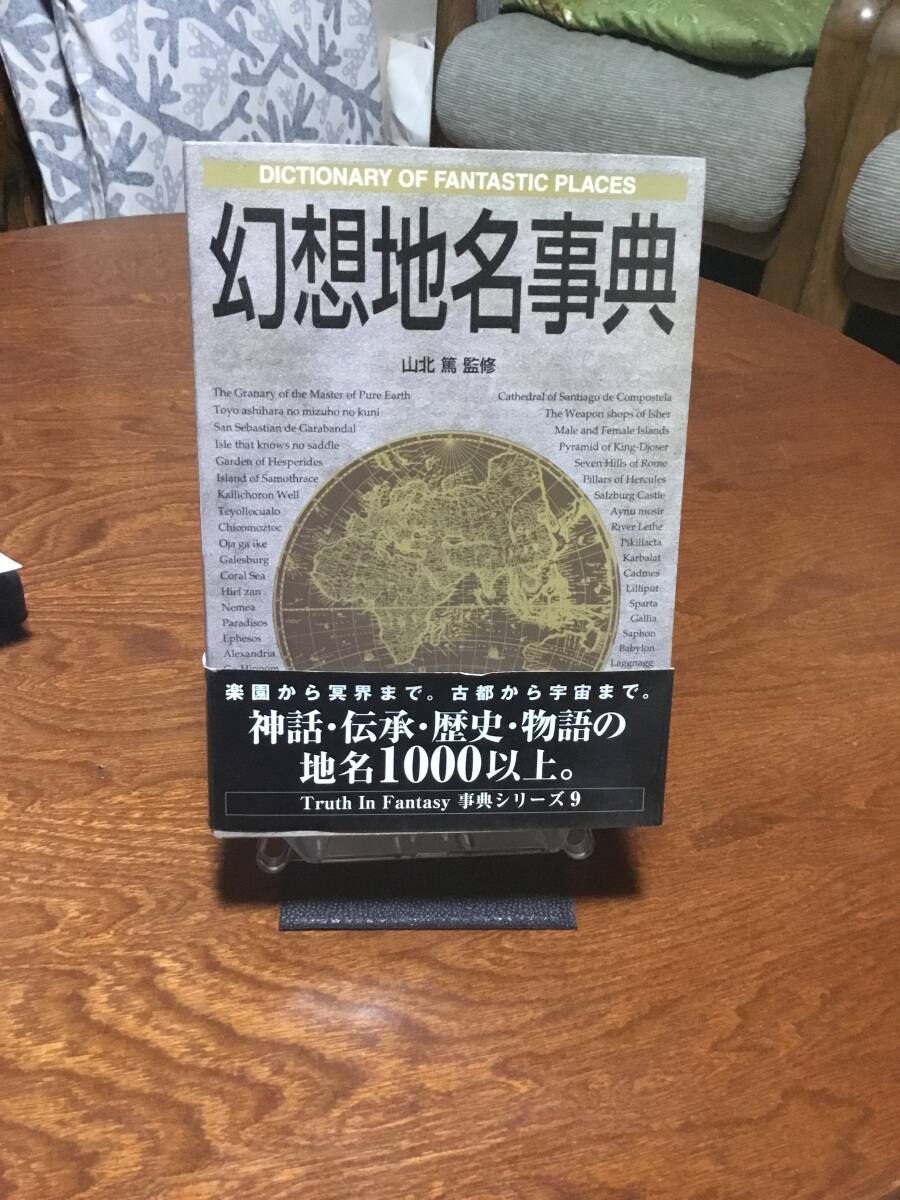 DICTIONARY OF FANTASTIC PLACES
幻想地名事典
山北 篤 監修
The Granary of the Master of Pure Earth
Toyo ashihara no mizuho no kuni
San Sebastian de Garabandal
Isle that knows no saddle
Garden of Hesperides
Island of Samothrace
Kallichoron Well
Teyollocualo
Chicomoztoc
Oja ga ike
Galesburg
Coral Sea
Hief zan
Nemea
Paradisos
Ephesos
Alexandria
Cathedral of Santiago de Compostela
The Weapon shops of Isher
Male and Female Islands
Pyramid of King-Djoser
Seven Hills of Rome
Pillars of Hercules
Salzburg Castle
Aynu mosir
River Lethe
Pikillacta
Karbalat
Cadmes
Lilliput
Sparta
Gallia
Saphon
Babylon
Laggnagg
楽園から冥界まで。古都から宇宙まで。
神話・伝承・歴史・物語の
地名1000以上。
Truth In Fantasy 事典シリーズ9